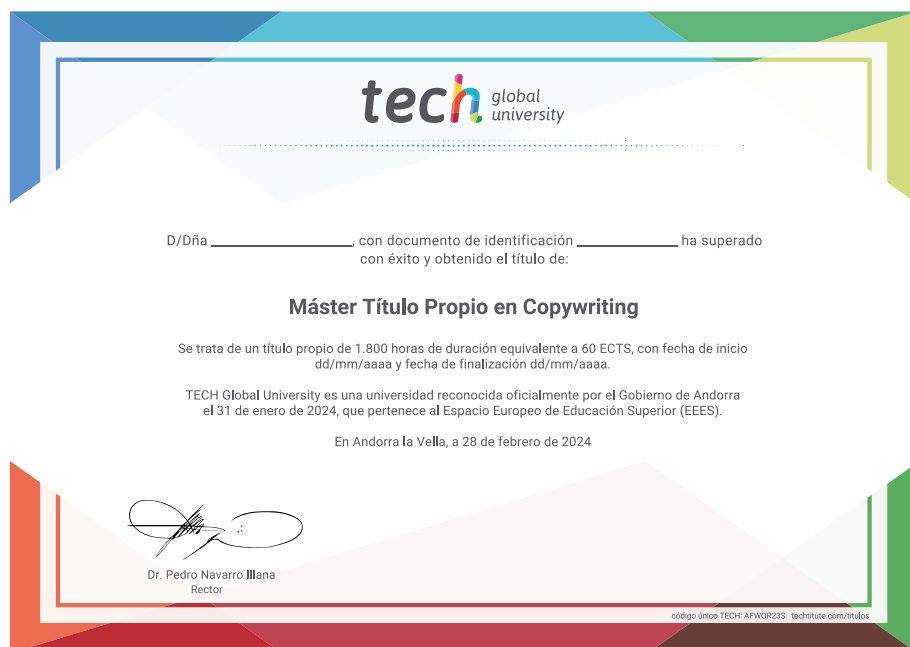 tech global university
D/Dña ________________, con documento de identificación ___________ ha superado
con éxito y obtenido el título de:
Máster Título Propio en Copywriting
Se trata de un título propio de 1.800 horas de duración equivalente a 60 ECTS, con fecha de inicio
dd/mm/aaaa y fecha de finalización dd/mm/aaaa.
TECH Global University es una universidad reconocida oficialmente por el Gobierno de Andorra
el 31 de enero de 2024, que pertenece al Espacio Europeo de Educación Superior (EEES).
En Andorra la Vella, a 28 de febrero de 2024
Dr. Pedro Navarro Illana
Rector
código único TECH: AFWOR23S techtitute.com/titulos